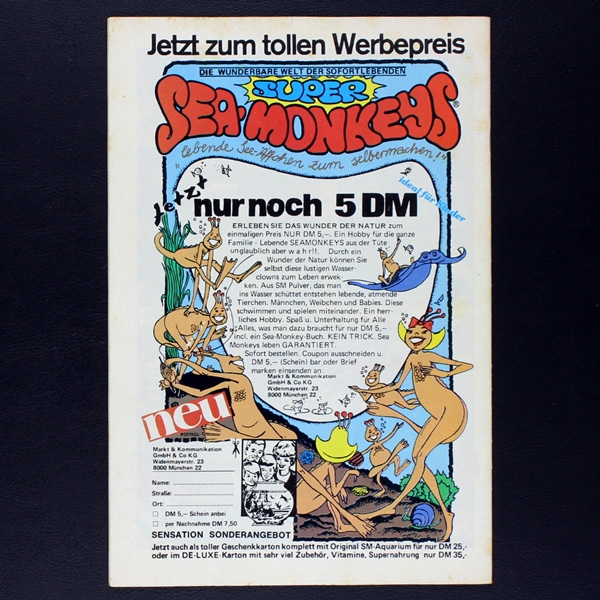 Jetzt zum tollen Werbepreis
DIE WUNDERBARE WELT DER SOFORTLEBENDEN
SUPER
SEA-MONKEYS®
"lebende See-Äffchen zum selbermachen!"
Jetzt
nur noch 5 DM
ideal für Kinder
ERLEBEN SIE DAS WUNDER DER NATUR zum
einmaligen Preis NUR DM 5,–. Ein Hobby für die ganze
Familie - Lebende SEAMONKEYS aus der Tüte
unglaublich aber w a h r!!. Durch ein
Wunder der Natur können Sie
selbst diese lustigen Wasser-
clowns zum Leben erwek-
ken. Aus SM Pulver, das man
ins Wasser schüttet entstehen lebende, atmende
Tierchen. Männchen, Weibchen und Babies. Diese
schwimmen und spielen miteinander. Ein herr-
liches Hobby. Spaß u. Unterhaltung für Alle
Alles, was man dazu braucht für nur DM 5,–
incl. ein Sea-Monkey-Buch. KEIN TRICK. Sea
Monkeys leben GARANTIERT.
Sofort bestellen. Coupon ausschneiden u.
DM 5,– (Schein) bar oder Brief
marken einsenden an
Markt & Kommunikation
GmbH & Co KG
Widenmayerstr. 23
8000 München 22
neu
Markt & Kommunikation
GmbH & Co KG
Widenmayerstr. 23
8000 München 22
Name:
Straße:
Ort:
DM 5,– Schein anbei
per Nachnahme DM 7,50
SENSATION SONDERANGEBOT
Jetzt auch als toller Geschenkkarton komplett mit Original SM-Aquarium für nur DM 25,-
oder im DE-LUXE-Karton mit sehr viel Zubehör, Vitamine, Supernahrung nur DM 35,-